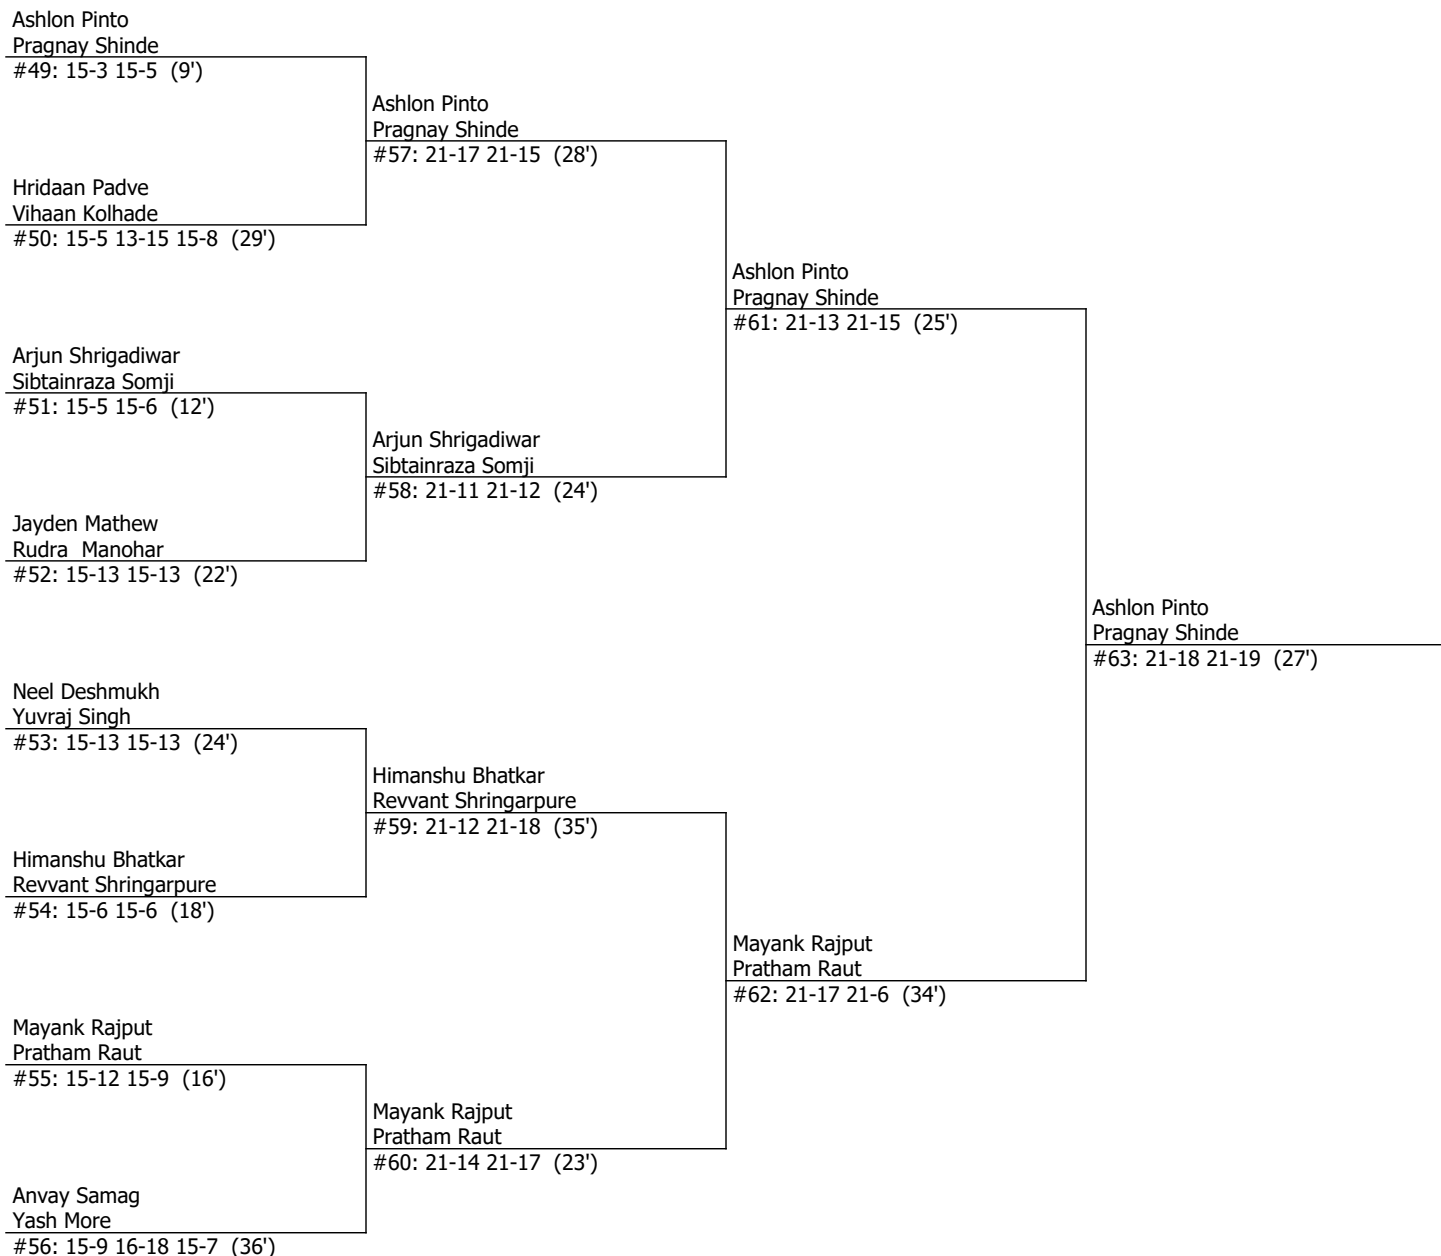 Ashlon Pinto
Pragnay Shinde
#49: 15-3 15-5  (9')
Ashlon Pinto
Pragnay Shinde
#57: 21-17 21-15  (28')
Hridaan Padve
Vihaan Kolhade
#50: 15-5 13-15 15-8  (29')
Ashlon Pinto
Pragnay Shinde
#61: 21-13 21-15  (25')
Arjun Shrigadiwar
Sibtainraza Somji
#51: 15-5 15-6  (12')
Arjun Shrigadiwar
Sibtainraza Somji
#58: 21-11 21-12  (24')
Jayden Mathew
Rudra  Manohar
#52: 15-13 15-13  (22')
Ashlon Pinto
Pragnay Shinde
#63: 21-18 21-19  (27')
Neel Deshmukh
Yuvraj Singh
#53: 15-13 15-13  (24')
Himanshu Bhatkar
Revvant Shringarpure
#59: 21-12 21-18  (35')
Himanshu Bhatkar
Revvant Shringarpure
#54: 15-6 15-6  (18')
Mayank Rajput
Pratham Raut
#62: 21-17 21-6  (34')
Mayank Rajput
Pratham Raut
#55: 15-12 15-9  (16')
Mayank Rajput
Pratham Raut
#60: 21-14 21-17  (23')
Anvay Samag
Yash More
#56: 15-9 16-18 15-7  (36')